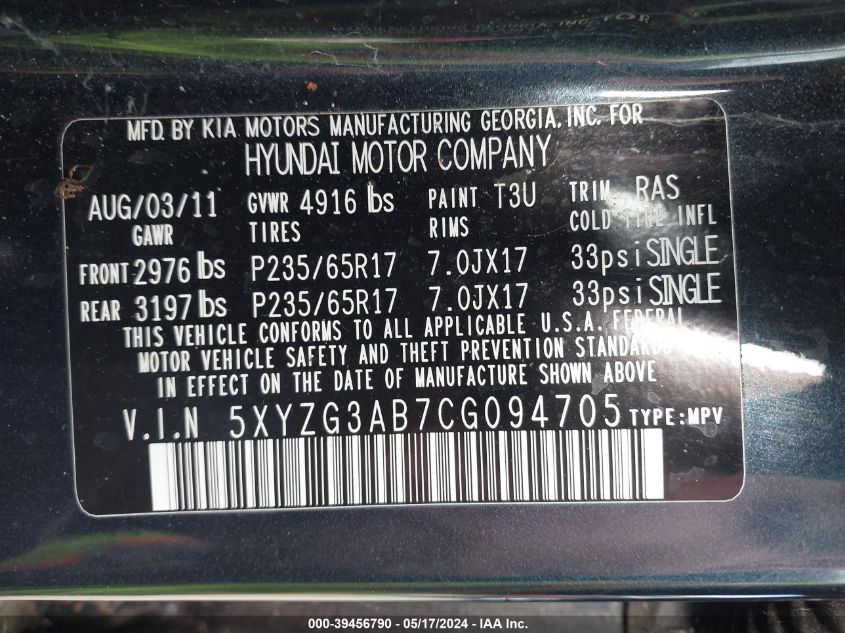 MFD. BY KIA MOTORS MANUFACTURING GEORGIA, INC. FOR
HYUNDAI MOTOR COMPANY
AUG/03/11 GVWR 4916 lbs PAINT T3U TRIM RAS
GAWR TIRES RIMS COLD TIRE INFL
FRONT 2976 lbs P235/65R17 7.0JX17 33psi SINGLE
REAR 3197 lbs P235/65R17 7.0JX17 33psi SINGLE
THIS VEHICLE CONFORMS TO ALL APPLICABLE U.S.A. FEDERAL
MOTOR VEHICLE SAFETY AND THEFT PREVENTION STANDARDS
IN EFFECT ON THE DATE OF MANUFACTURE SHOWN ABOVE
V.I.N 5XYZG3AB7CG094705 TYPE:MPV
000-39456790 - 05/17/2024 - IAA Inc.